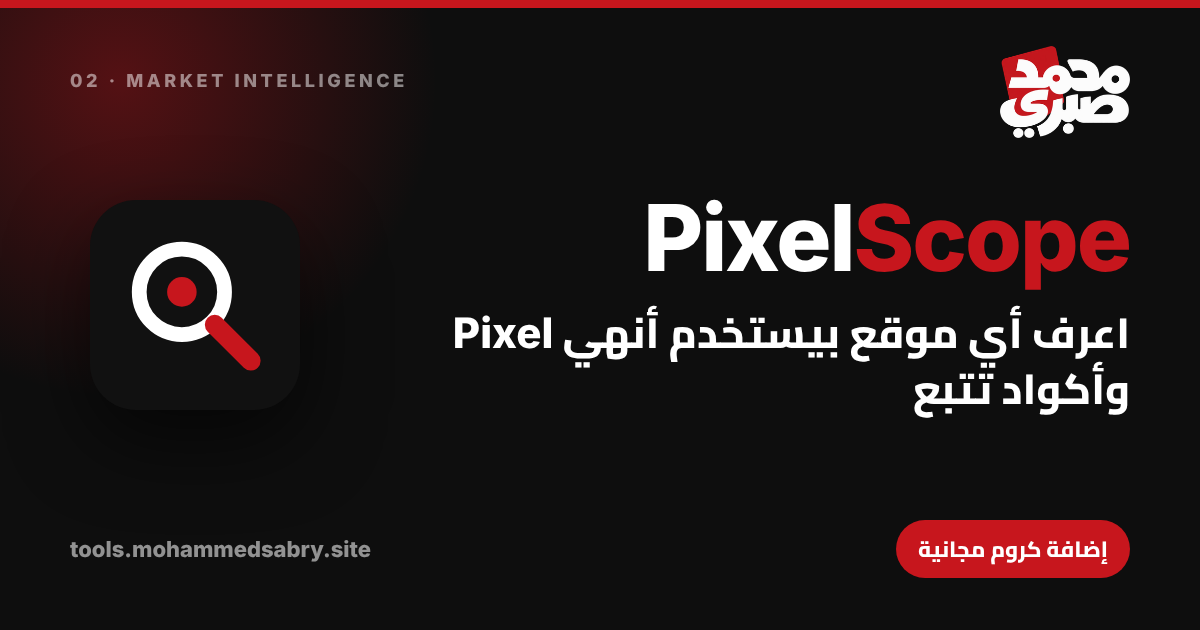 02 · MARKET INTELLIGENCE
محمد
صبري
PixelScope
اعرف أي موقع بيستخدم أنهي Pixel
وأكواد تتبع
tools.mohammedsabry.site
إضافة كروم مجانية